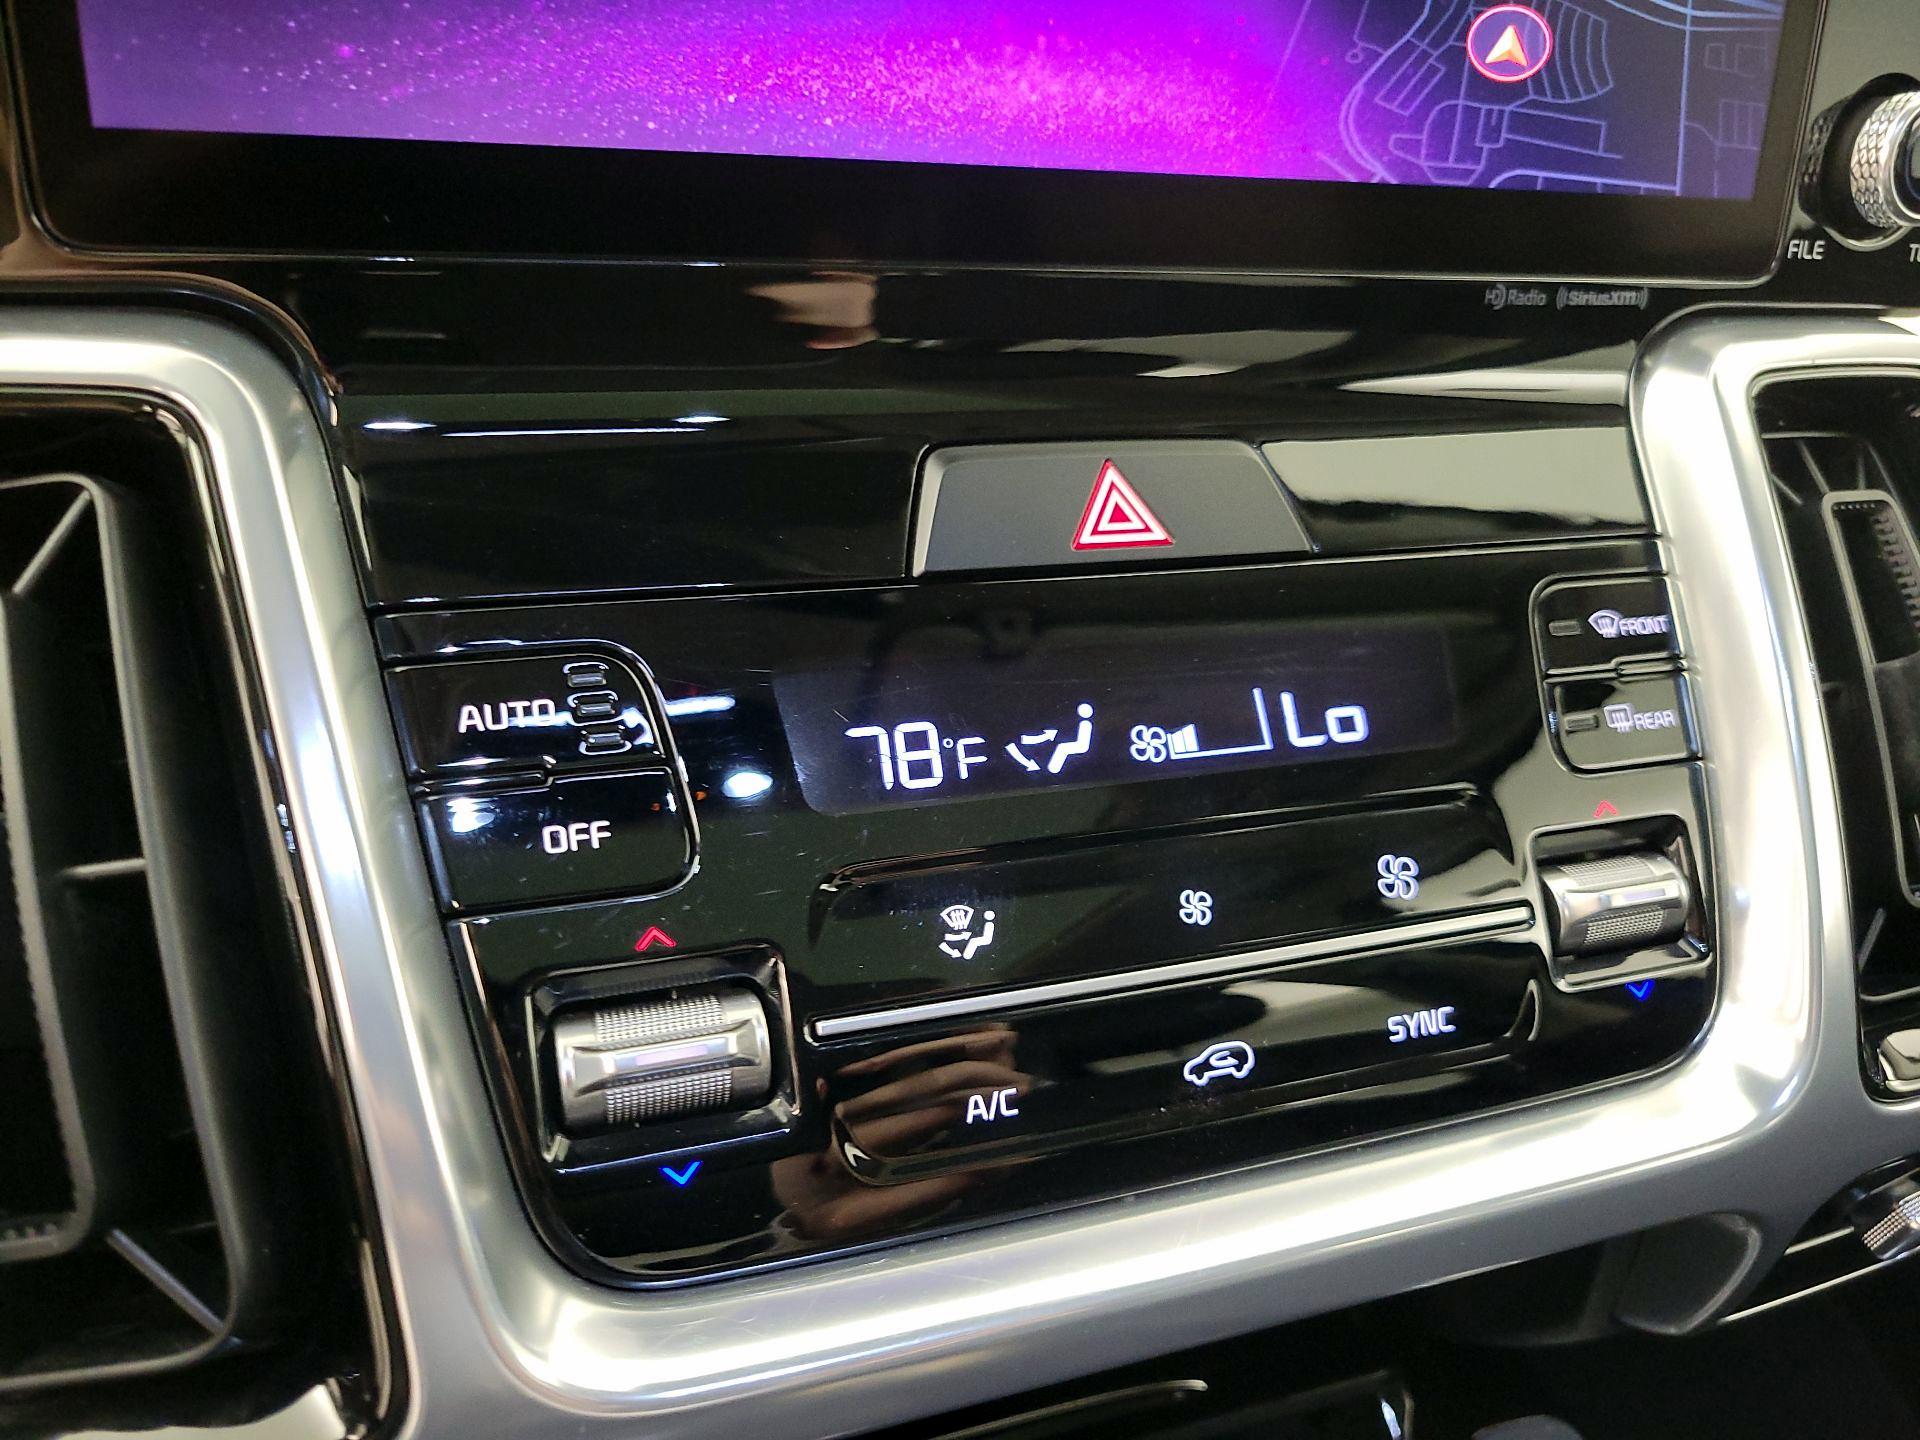 FILE
HD Radio ((SiriusXM))
FRONT
AUTO
78°F Lo
REAR
OFF
SYNC
A/C